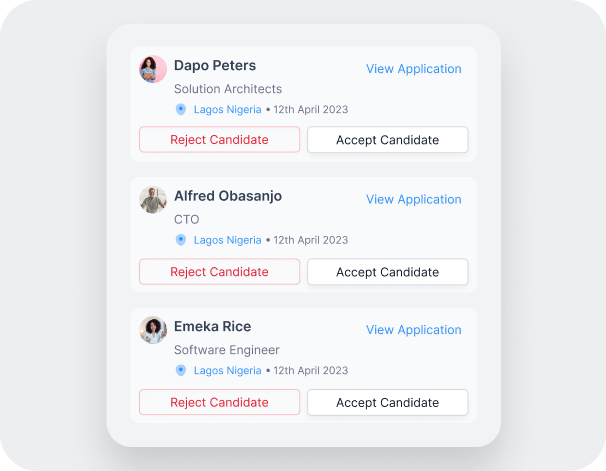 Dapo Peters
View Application
Solution Architects
Lagos Nigeria • 12th April 2023
Reject Candidate
Accept Candidate
Alfred Obasanjo
View Application
CTO
Lagos Nigeria • 12th April 2023
Reject Candidate
Accept Candidate
Emeka Rice
View Application
Software Engineer
Lagos Nigeria • 12th April 2023
Reject Candidate
Accept Candidate